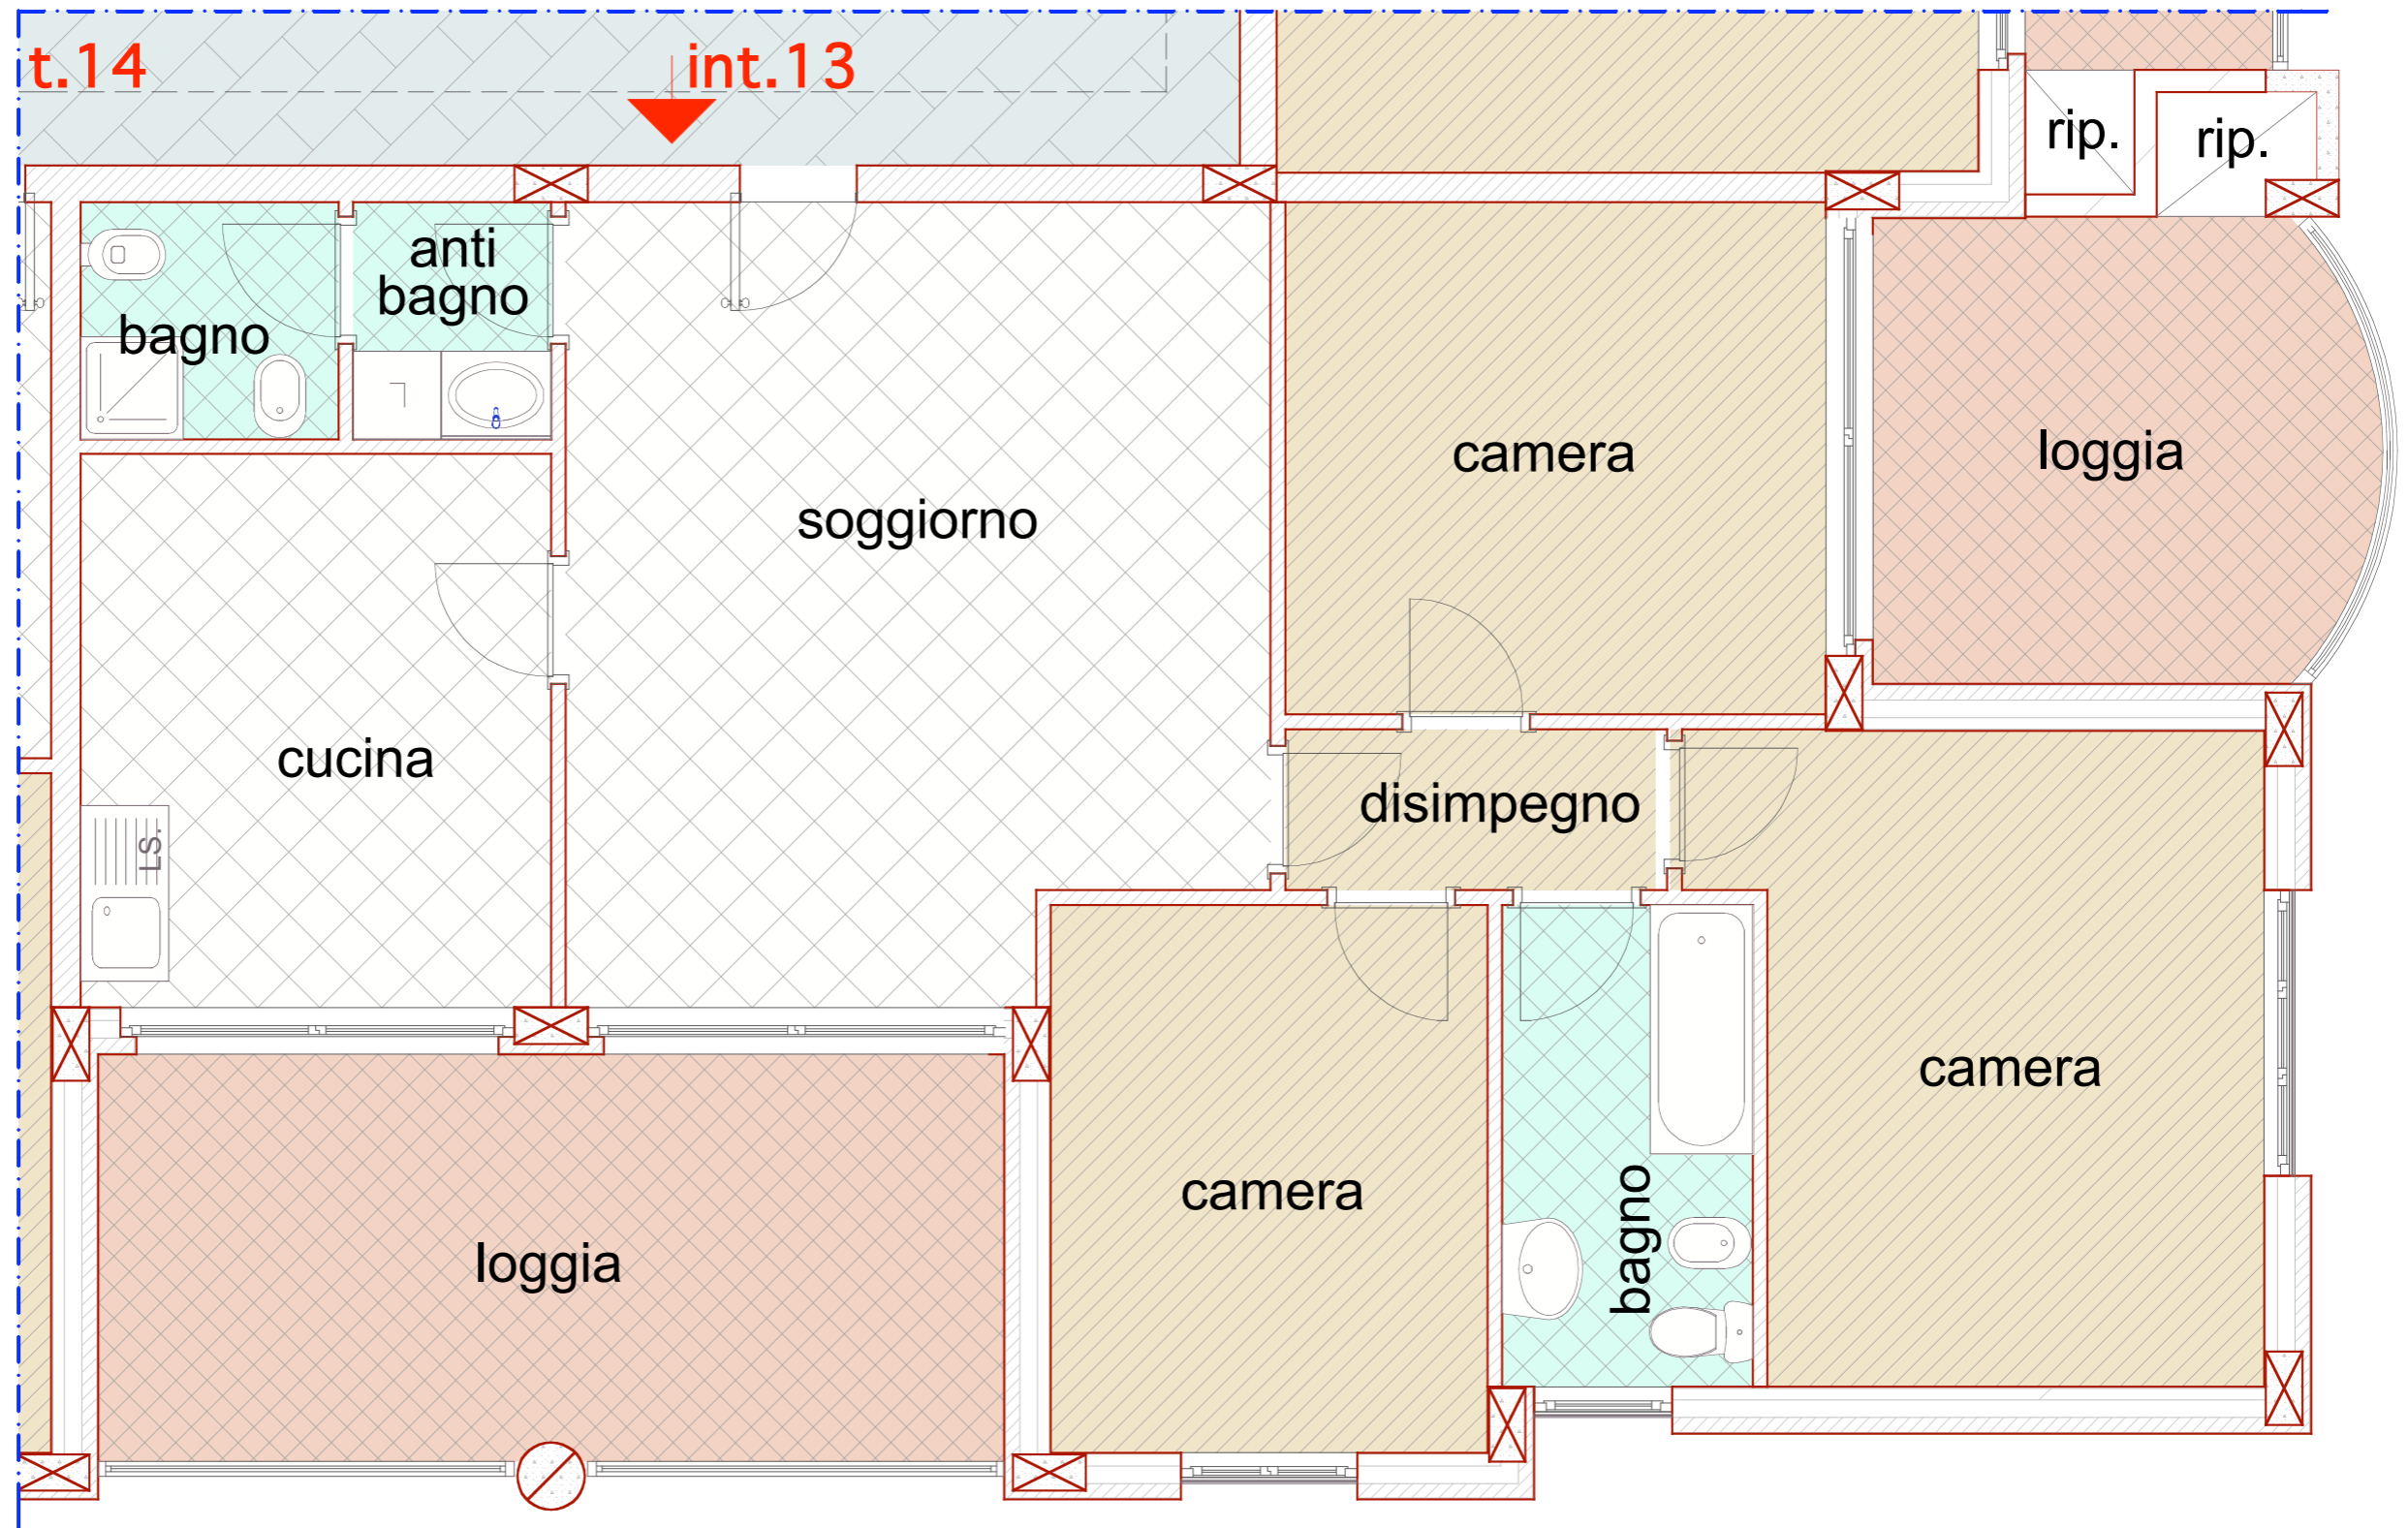 t.14
int.13
rip.
rip.
anti
bagno
bagno
camera
loggia
soggiorno
cucina
disimpegno
LS.
camera
camera
bagno
loggia